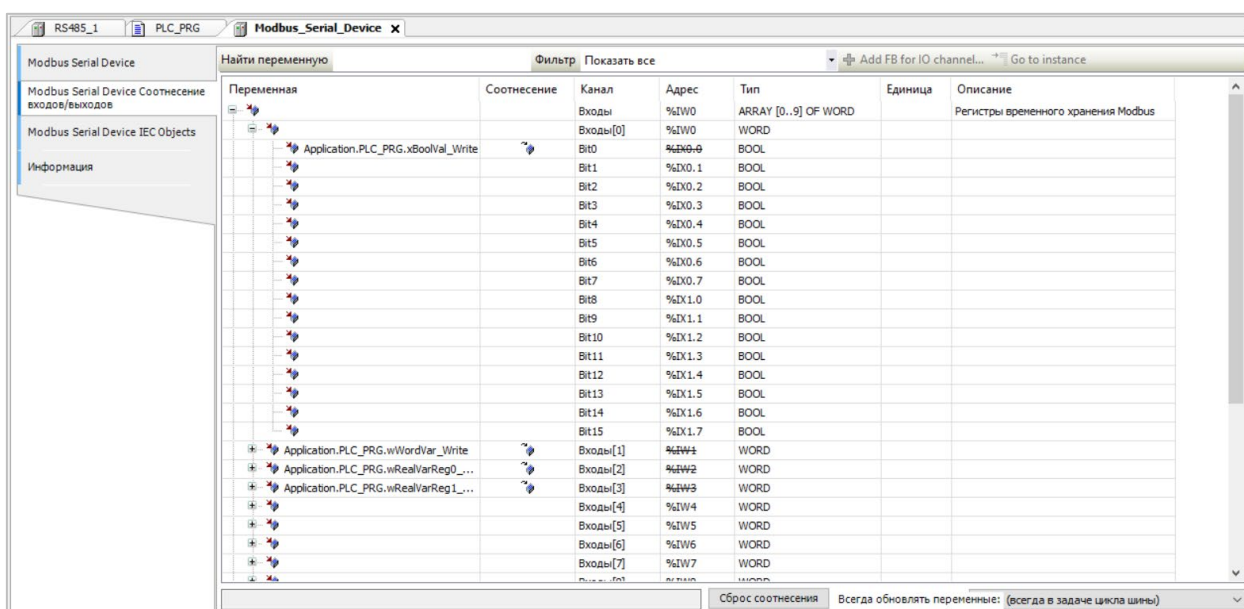 RS485_1 PLC_PRG Modbus_Serial_Device X
Modbus Serial Device
Modbus Serial Device Соотнесение
входов/выходов
Modbus Serial Device IEC Objects
Информация
Найти переменную Фильтр Показать все Add FB for IO channel... Go to instance
Переменная Соотнесение Канал Адрес Тип Единица Описание
Входы %IW0 ARRAY [0..9] OF WORD Регистры временного хранения Modbus
Входы[0] %IW0 WORD
Application.PLC_PRG.xBoolVal_Write Bit0 %IX0.0 BOOL
Bit1 %IX0.1 BOOL
Bit2 %IX0.2 BOOL
Bit3 %IX0.3 BOOL
Bit4 %IX0.4 BOOL
Bit5 %IX0.5 BOOL
Bit6 %IX0.6 BOOL
Bit7 %IX0.7 BOOL
Bit8 %IX1.0 BOOL
Bit9 %IX1.1 BOOL
Bit10 %IX1.2 BOOL
Bit11 %IX1.3 BOOL
Bit12 %IX1.4 BOOL
Bit13 %IX1.5 BOOL
Bit14 %IX1.6 BOOL
Bit15 %IX1.7 BOOL
Application.PLC_PRG.wWordVar_Write Входы[1] %IW1 WORD
Application.PLC_PRG.wRealVarReg0_... Входы[2] %IW2 WORD
Application.PLC_PRG.wRealVarReg1_... Входы[3] %IW3 WORD
Входы[4] %IW4 WORD
Входы[5] %IW5 WORD
Входы[6] %IW6 WORD
Входы[7] %IW7 WORD
Сброс соотнесения Всегда обновлять переменные: (всегда в задаче цикла шины)